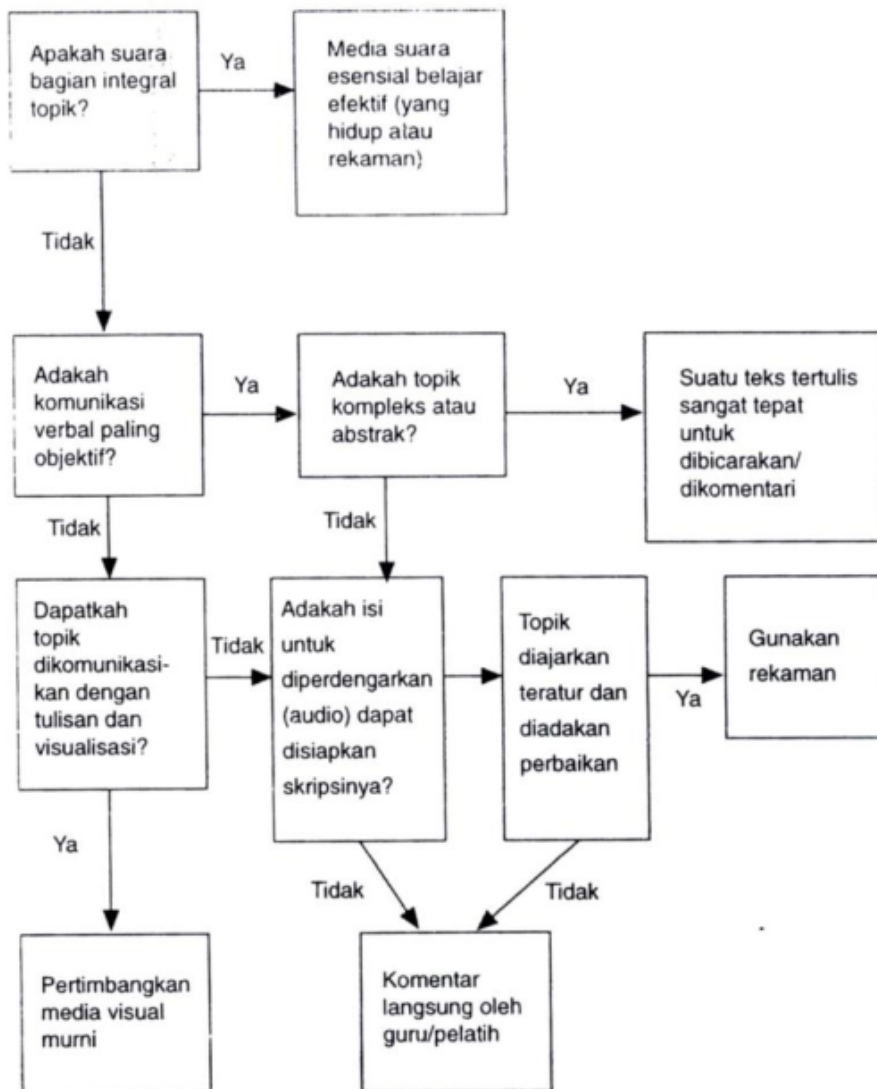 Apakah suara
bagian integral
topik?
Ya
Media suara
esensial belajar
efektif (yang
hidup atau
rekaman)
Tidak
Adakah
komunikasi
verbal paling
objektif?
Ya
Adakah topik
kompleks atau
abstrak?
Ya
Suatu teks tertulis
sangat tepat
untuk
dibicarakan/
dikomentari
Tidak
Tidak
Dapatkah
topik
dikomunikasi-
kan dengan
tulisan dan
visualisasi?
Tidak
Adakah isi
untuk
diperdengarkan
(audio) dapat
disiapkan
skripsinya?
Topik
diajarkan
teratur dan
diadakan
perbaikan
Ya
Gunakan
rekaman
Ya
Tidak
Tidak
Pertimbangkan
media visual
murni
Komentar
langsung oleh
guru/pelatih